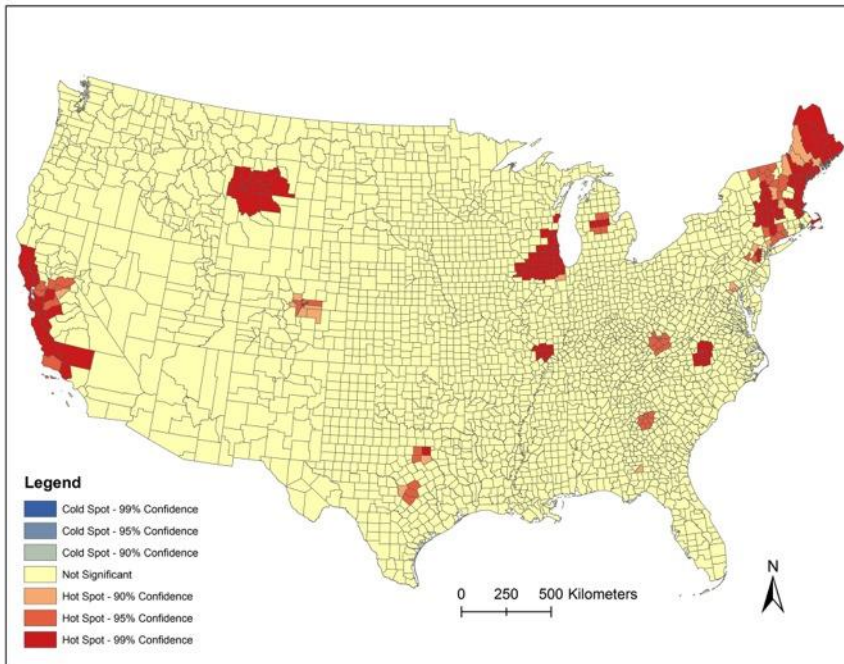 Legend
Cold Spot - 99% Confidence
Cold Spot - 95% Confidence
Cold Spot - 90% Confidence
Not Significant
Hot Spot - 90% Confidence
Hot Spot - 95% Confidence
Hot Spot - 99% Confidence
0 250 500 Kilometers
N